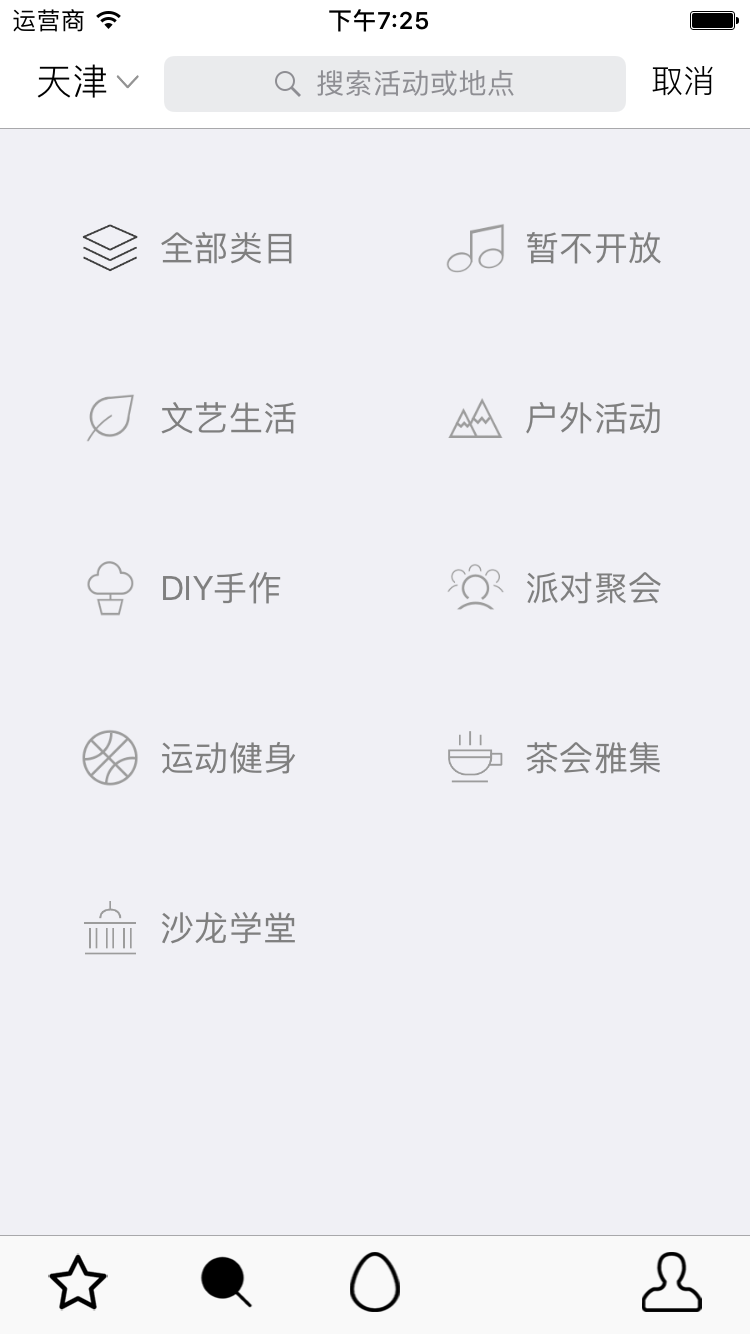 运营商 下午7:25
天津 搜索活动或地点 取消
全部类目 暂不开放
文艺生活 户外活动
DIY手作 派对聚会
运动健身 茶会雅集
沙龙学堂